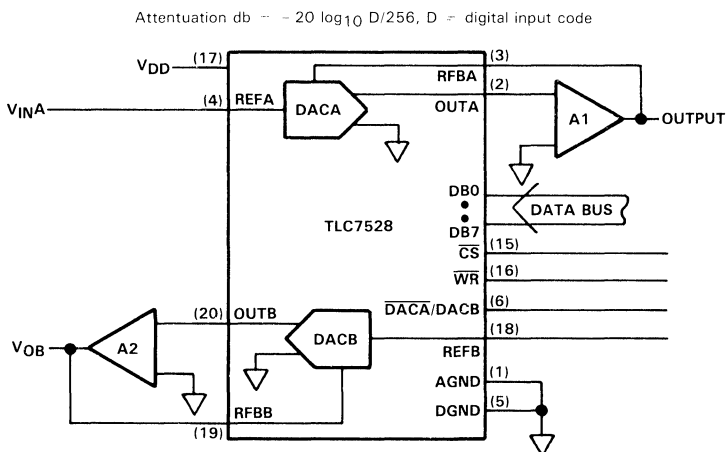 Attentuation db = - 20 log10 D/256, D = digital input code
VDD
(17)
(3)
RFBA
(2)
VINA
(4)
REFA
DACA
OUTA
A1
OUTPUT
DB0
DATA BUS
DB7
TLC7528
CS
(15)
WR
(16)
DACA/DACB
(6)
(20)
OUTB
DACB
(18)
REFB
VOB
A2
AGND
(1)
DGND
(5)
RFBB
(19)